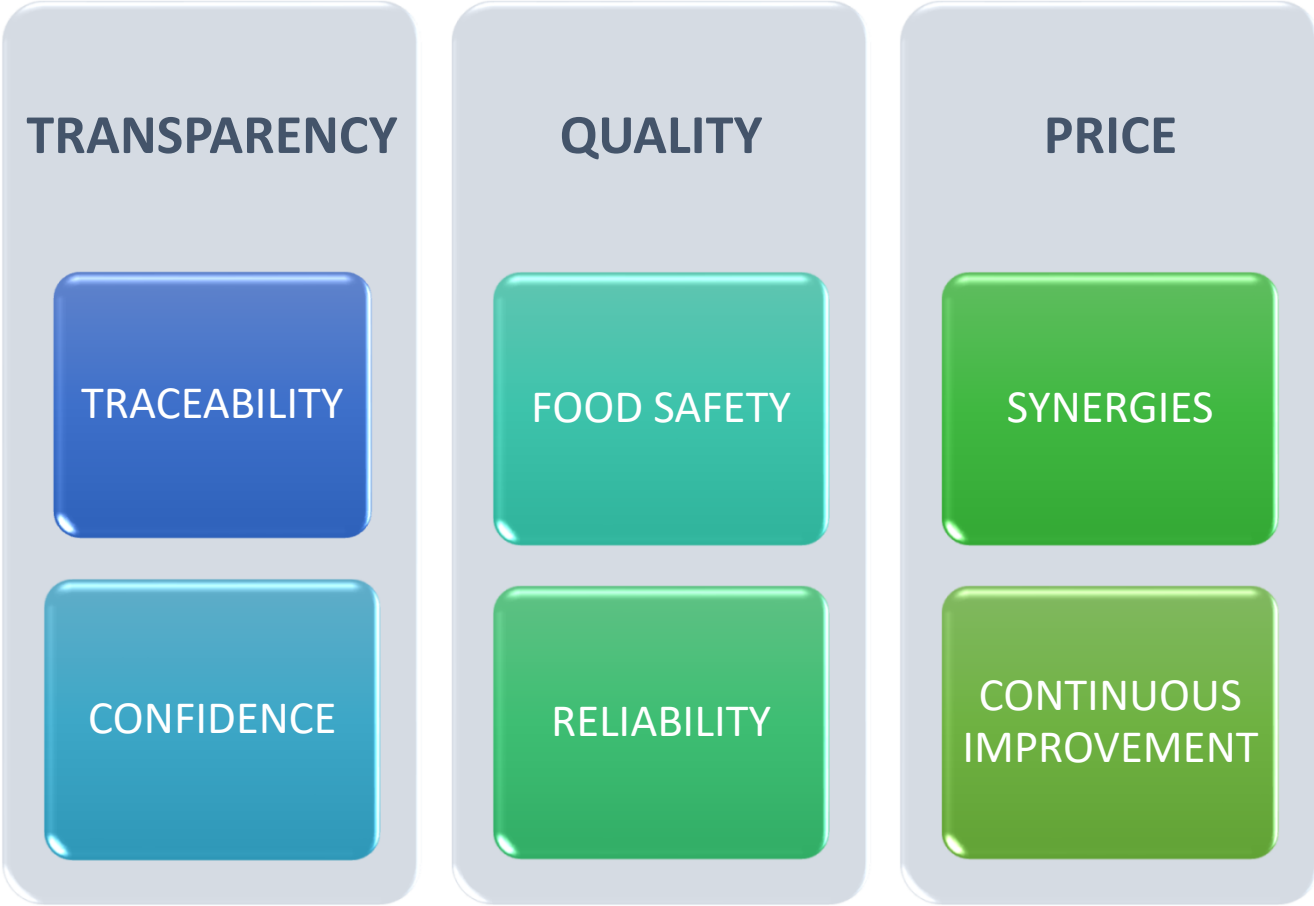 TRANSPARENCY
TRACEABILITY
CONFIDENCE
QUALITY
FOOD SAFETY
RELIABILITY
PRICE
SYNERGIES
CONTINUOUS
IMPROVEMENT